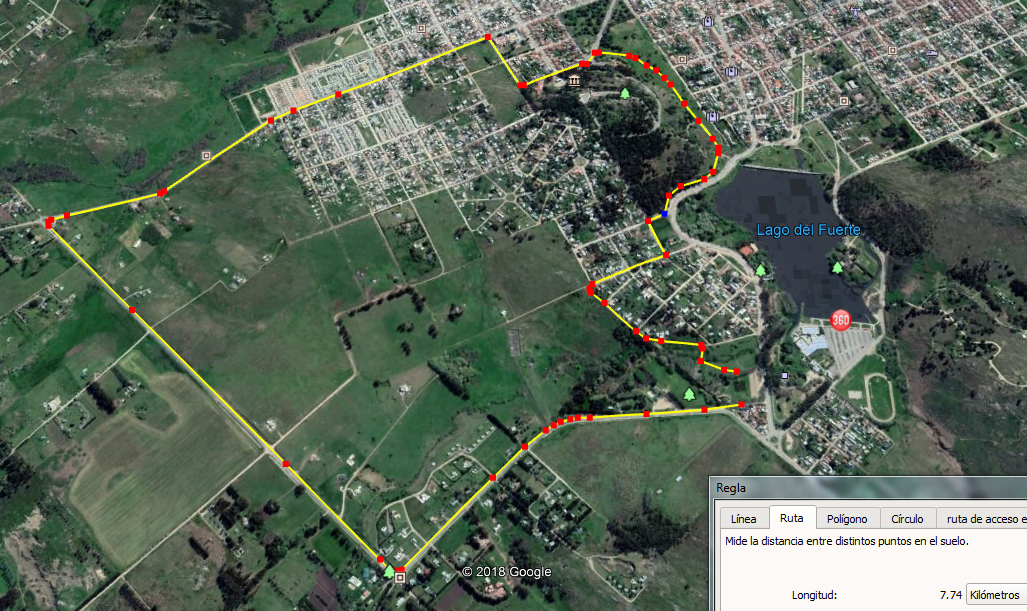 Lago del Fuerte
360
© 2018 Google
Regla
Línea
Ruta
Polígono
Círculo
ruta de acceso e
Mide la distancia entre distintos puntos en el suelo.
Longitud: 7.74 Kilómetros